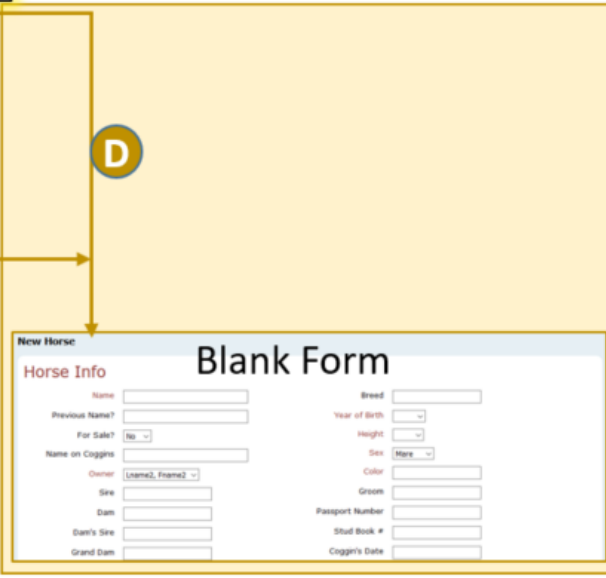 D
New Horse
Blank Form
Horse Info
Name
Breed
Previous Name?
Year of Birth
For Sale? No
Height
Name on Coggins
Sex Mare
Owner Lname2, Fname2
Color
Sire
Groom
Dam
Passport Number
Dam's Sire
Stud Book #
Grand Dam
Coggin's Date